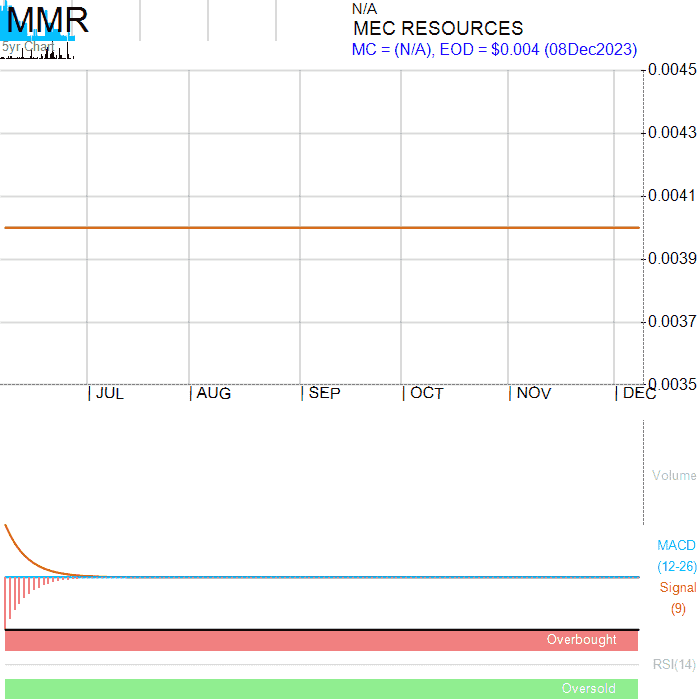 MMR
5yr Chart
N/A
MEC RESOURCES
MC = (N/A), EOD = $0.004 (08Dec2023)
0.0045
0.0043
0.0041
0.0039
0.0037
0.0035
JUL AUG SEP OCT NOV DEC
Volume
MACD
(12-26)
Signal
(9)
Overbought
RSI(14)
Oversold